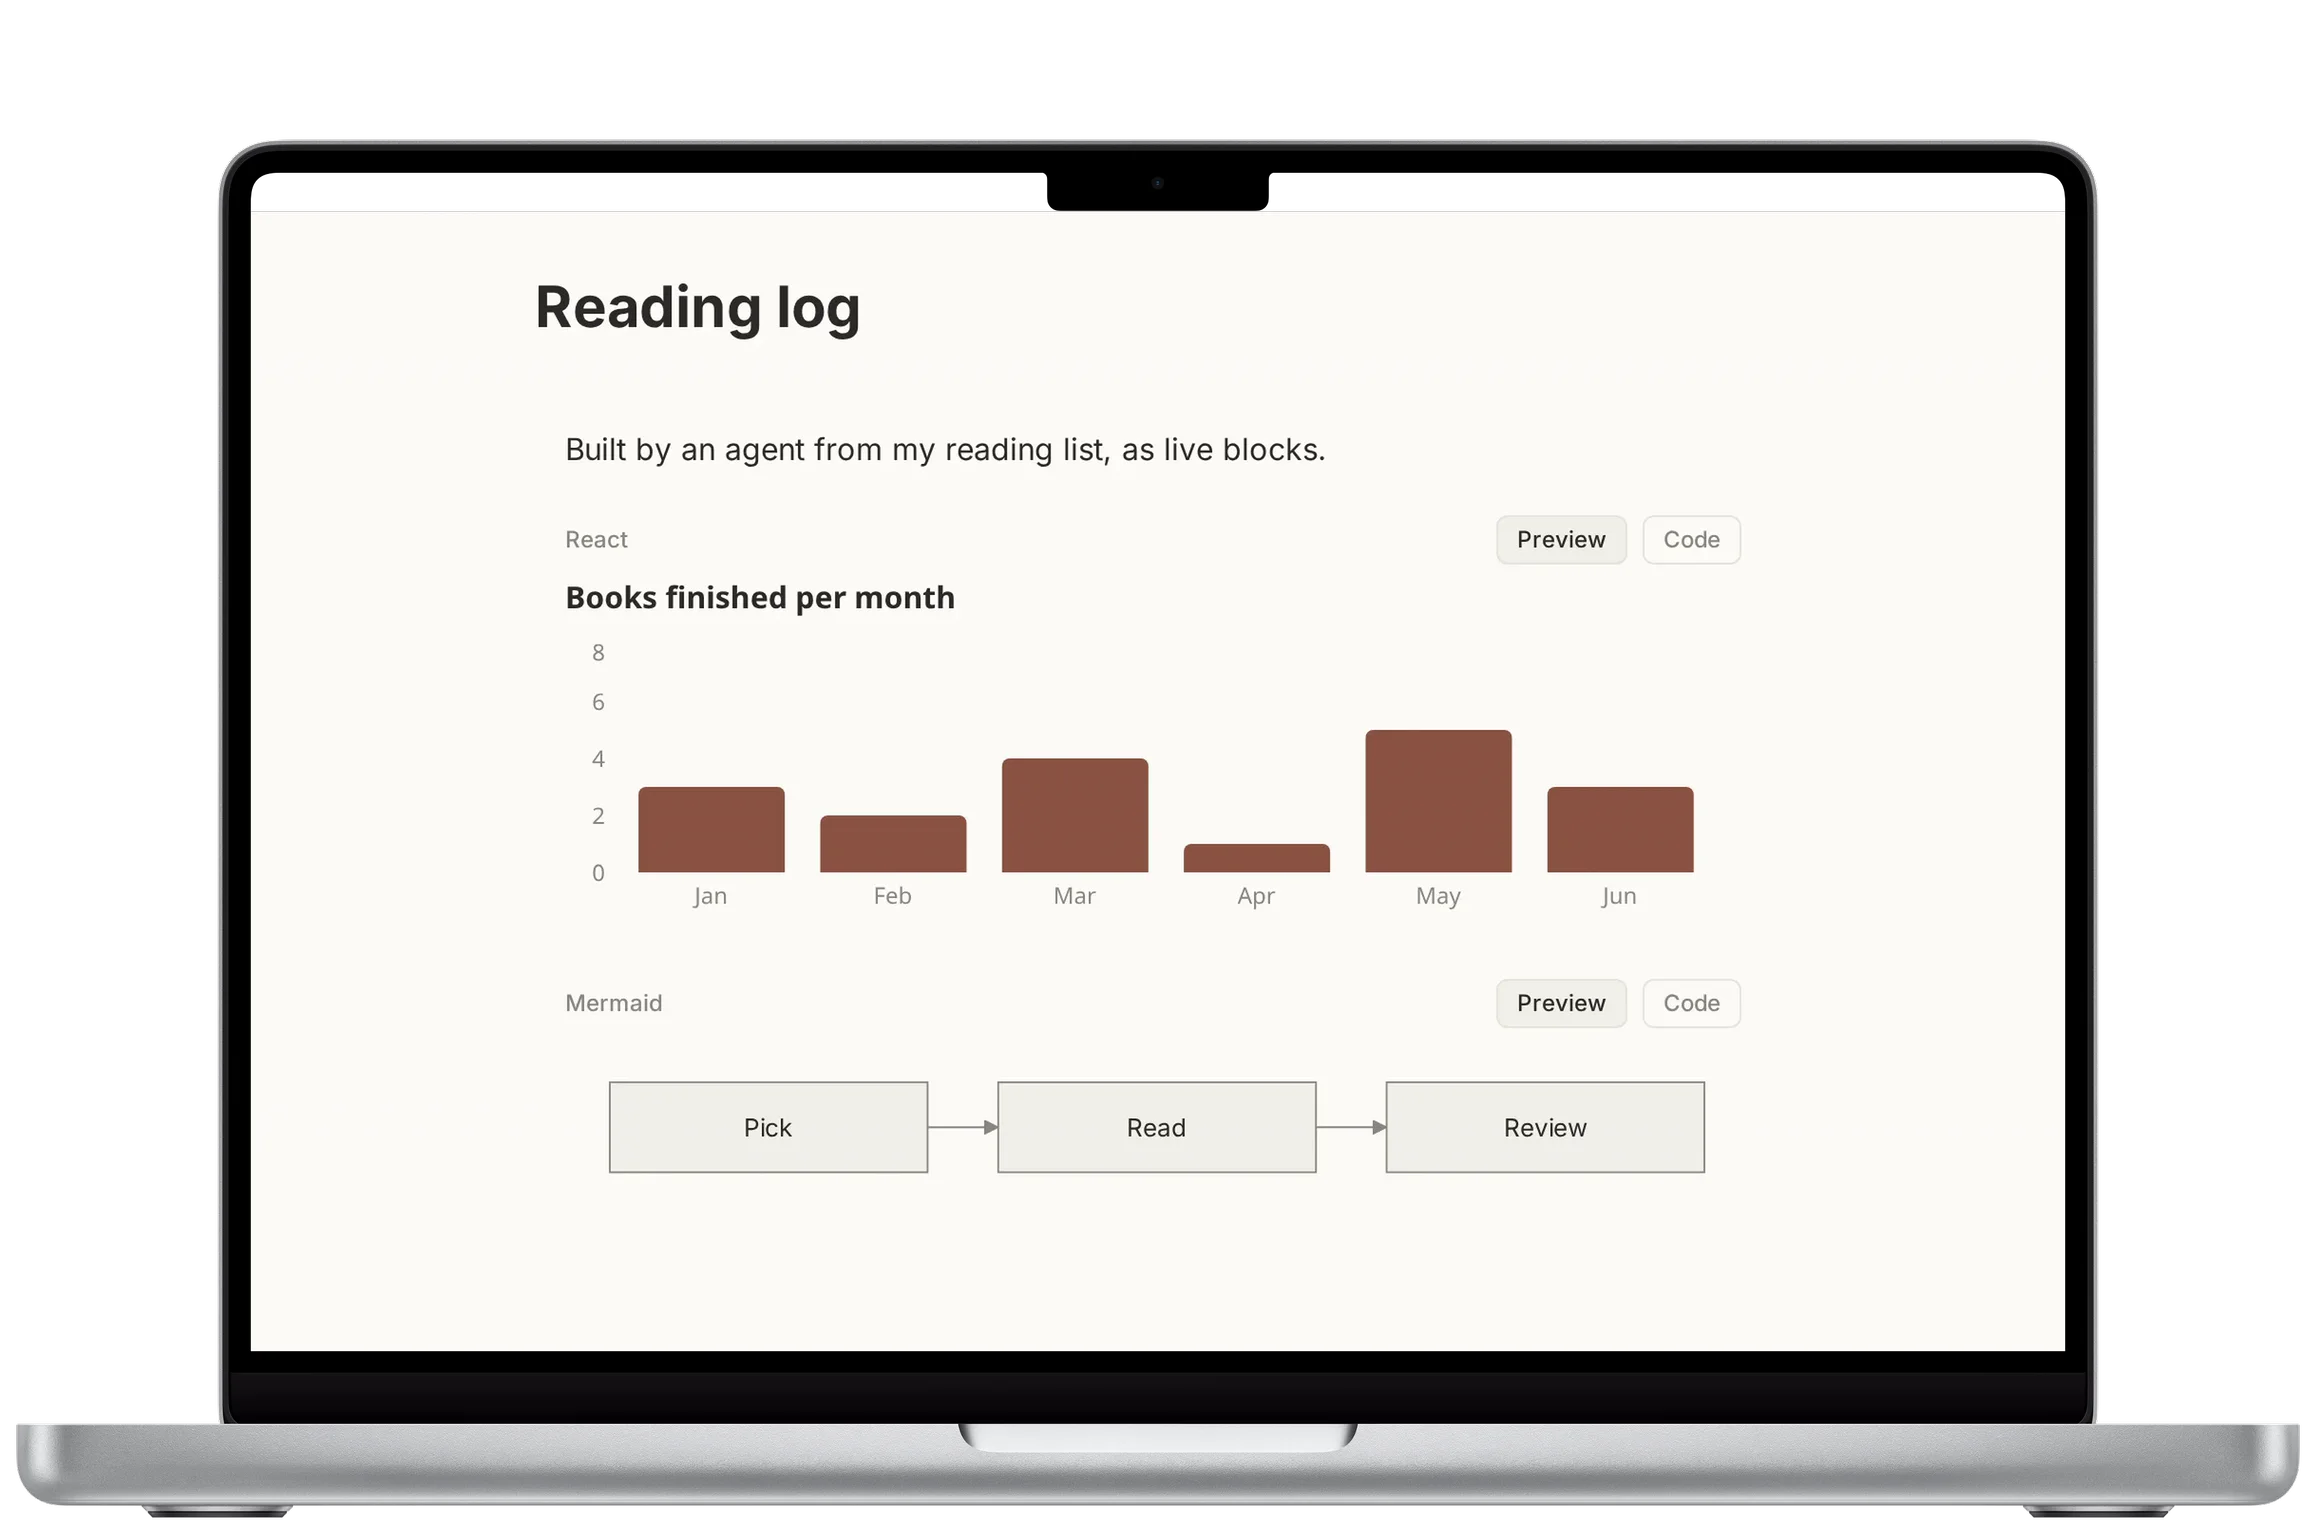 Reading log
Built by an agent from my reading list, as live blocks.
React
Preview
Code
Books finished per month
8
6
4
2
0
Jan
Feb
Mar
Apr
May
Jun
Mermaid
Preview
Code
Pick
Read
Review